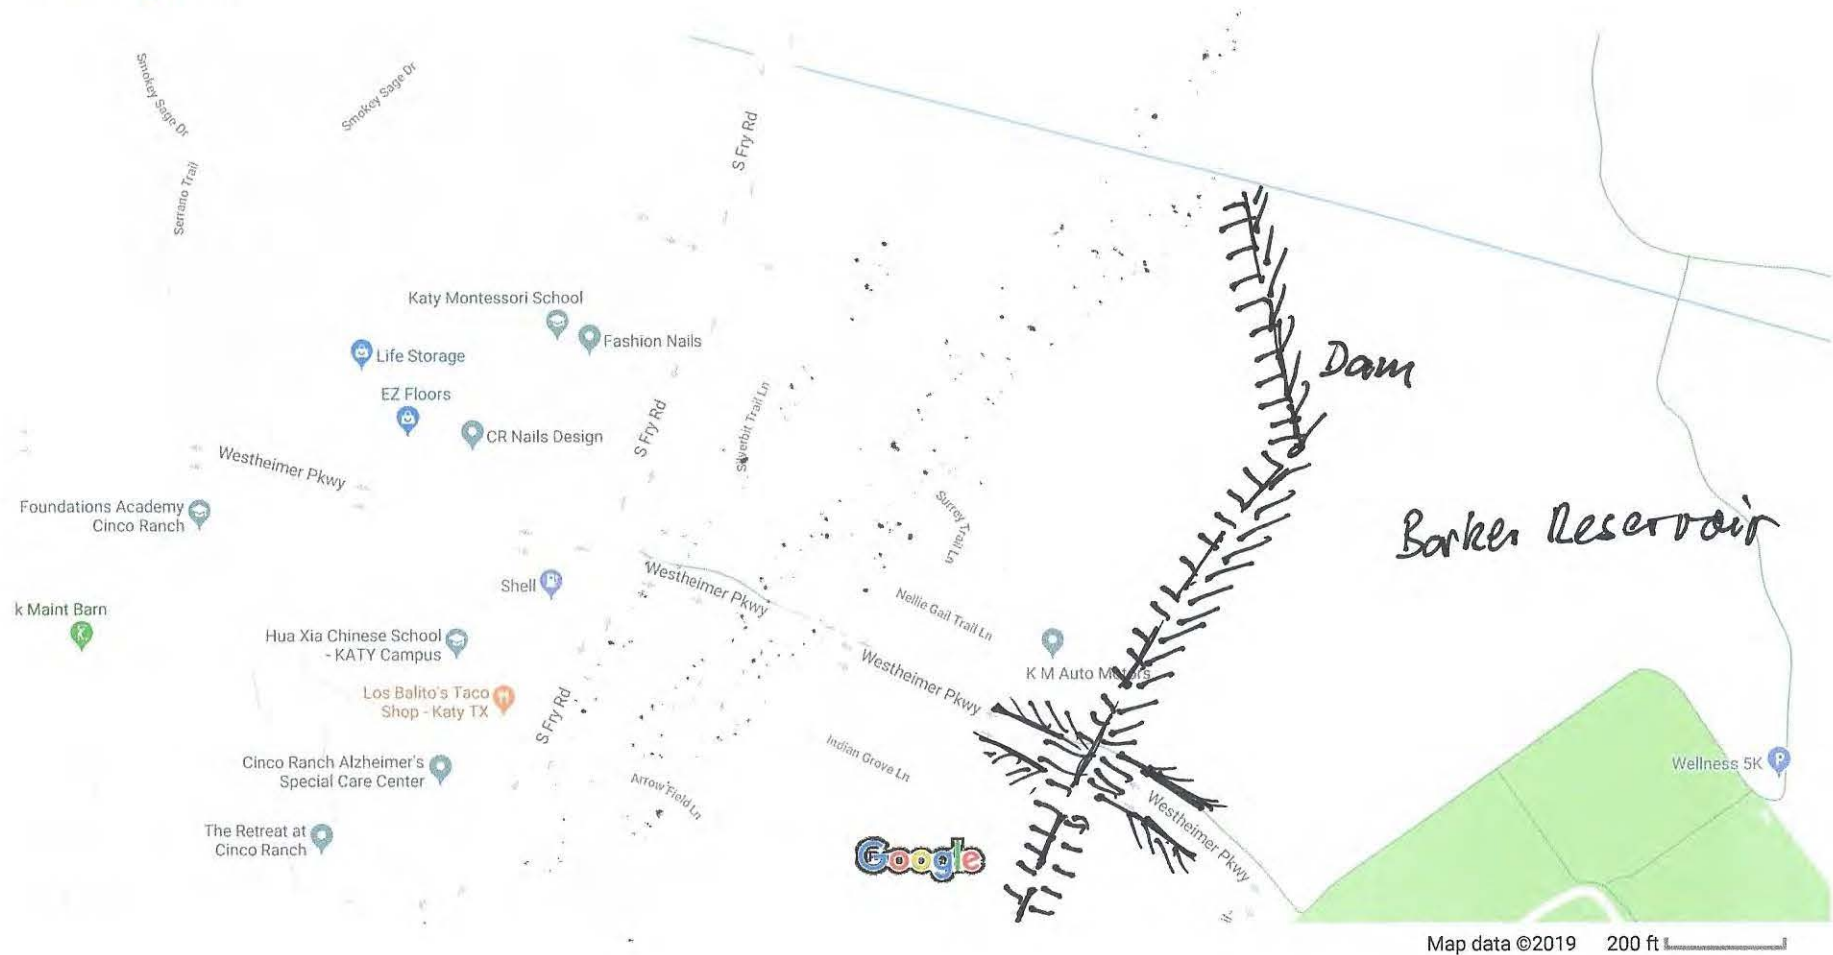 Smokey Sage Dr
Smokey Sage Dr
Serrano Trail
S Fry Rd
Katy Montessori School
Fashion Nails
Life Storage
EZ Floors
CR Nails Design
S Fry Rd
Silverbit Trail Ln
Dam
Westheimer Pkwy
Foundations Academy
Cinco Ranch
Surrey Trail Ln
Barker Reservoir
Shell
Westheimer Pkwy
Nellie Gail Trail Ln
k Maint Barn
Hua Xia Chinese School
- KATY Campus
K M Auto Motors
Westheimer Pkwy
Los Balito's Taco
Shop - Katy TX
S Fry Rd
Indian Grove Ln
Cinco Ranch Alzheimer's
Special Care Center
Arrow Field Ln
Wellness 5K
Westheimer Pkwy
The Retreat at
Cinco Ranch
Google
Map data ©2019 200 ft